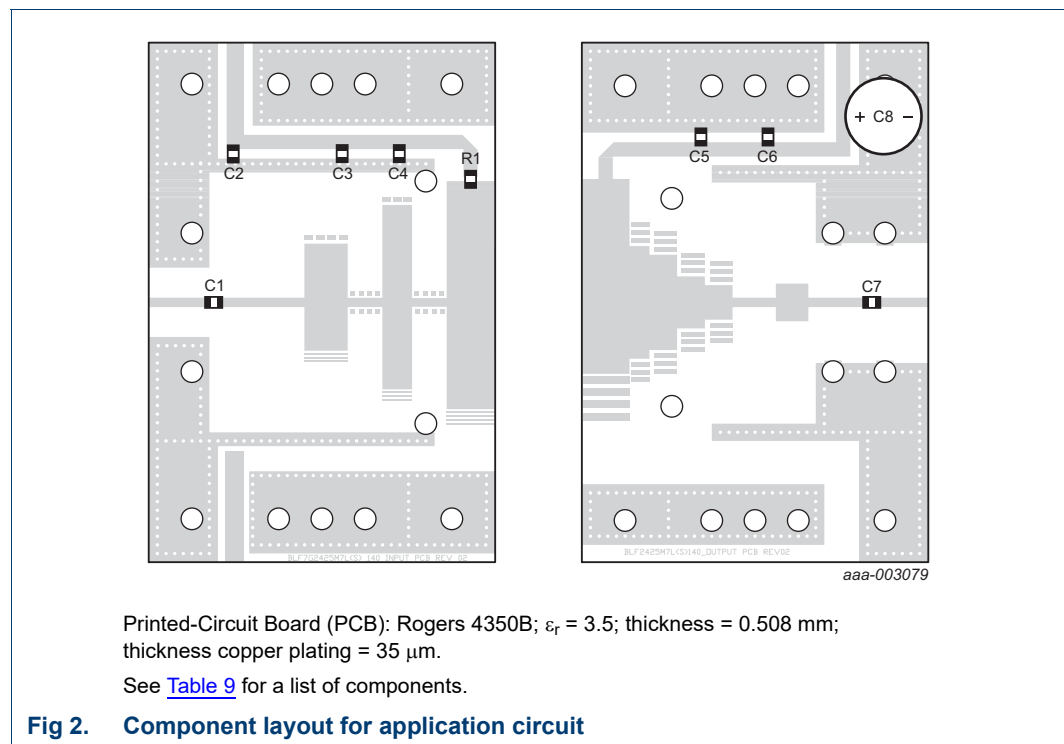 C2
C3
C4
R1
C1
BLF7G2425M7L(S) 140 INPUT PCB REV 02
+ C8 –
C5
C6
C7
BLF2425M7L(S)140_OUTPUT PCB REV02
aaa-003079
Printed-Circuit Board (PCB): Rogers 4350B; εr = 3.5; thickness = 0.508 mm;
thickness copper plating = 35 μm.
See Table 9 for a list of components.
Fig 2. Component layout for application circuit